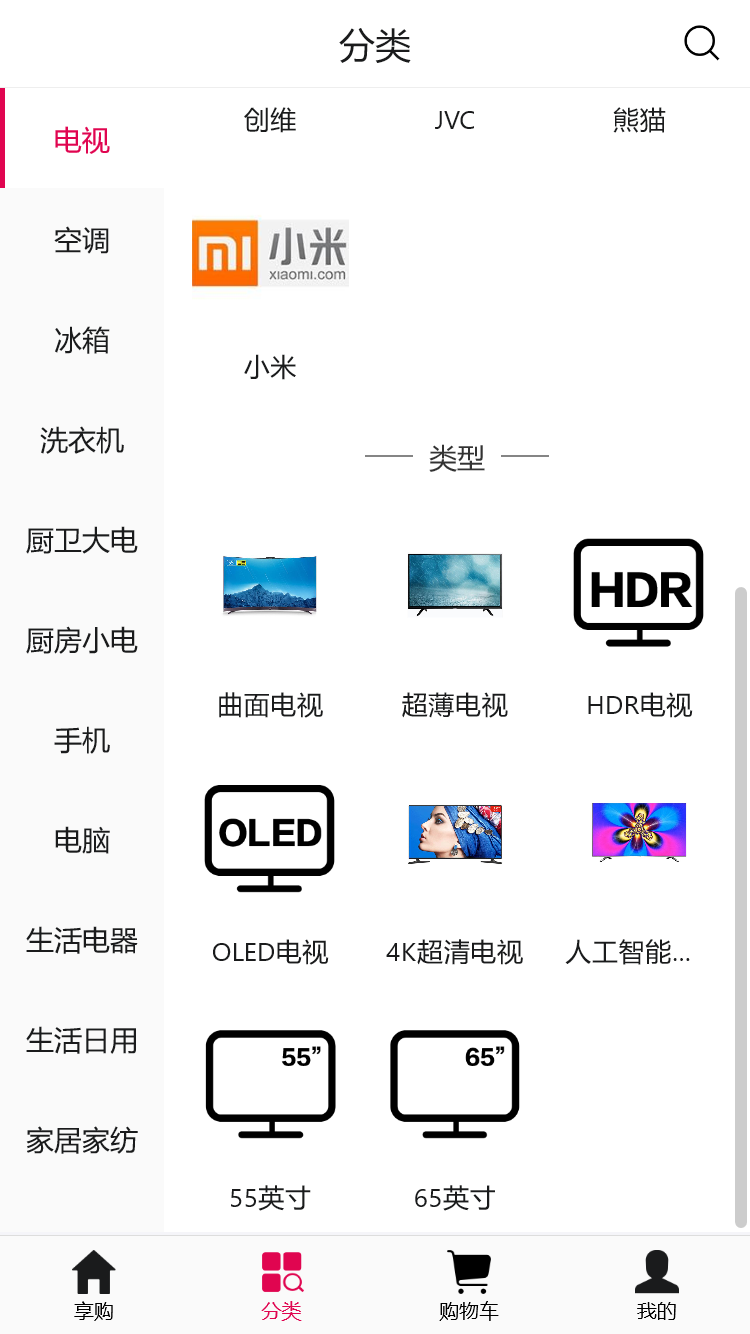 分类
电视
创维
JVC
熊猫
空调
冰箱
洗衣机
厨卫大电
厨房小电
手机
电脑
生活电器
生活日用
家居家纺
mi 小米
xiaomi.com
小米
类型
HDR
曲面电视
超薄电视
HDR电视
OLED
OLED电视
4K超清电视
人工智能...
55”
65”
55英寸
65英寸
享购
分类
购物车
我的